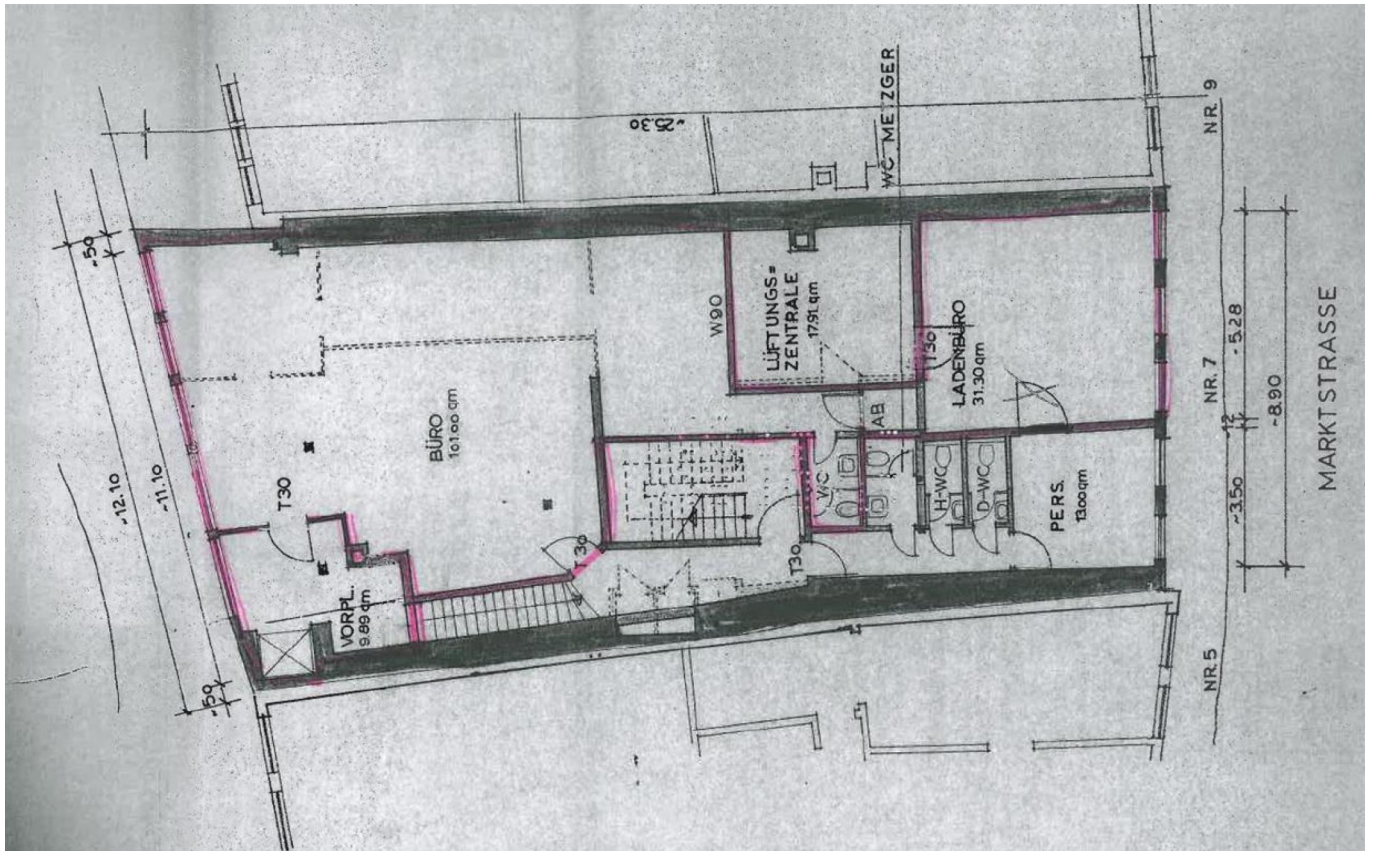 ~25.30
WC METZGER
NR. 9
~50
~12.10
~11.10
W90
LÜFTUNGS=
ZENTRALE
17.91 qm
T30
LADENBÜRO
31.30 qm
~5.28
NR. 7
~8.90
MARKTSTRASSE
BÜRO
101.00 qm
T30
AB
WC
H-WC
D-WC
PERS.
13.00 qm
12
~3.50
T30
T30
VORPL.
9.89 qm
~50
NR. 5